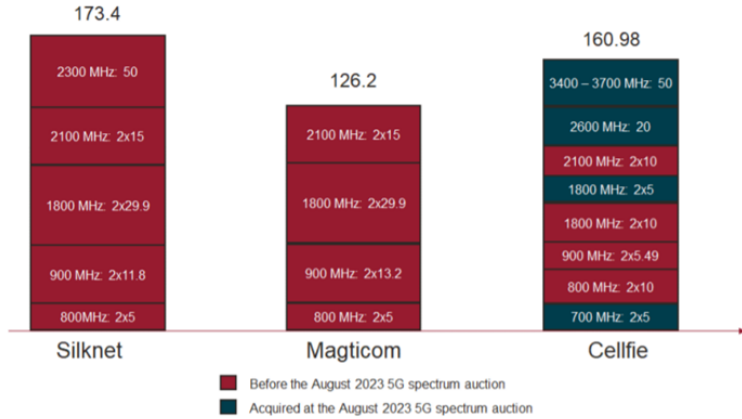 173.4
2300 MHz: 50
2100 MHz: 2x15
1800 MHz: 2x29.9
900 MHz: 2x11.8
800MHz: 2x5
Silknet
126.2
2100 MHz: 2x15
1800 MHz: 2x29.9
900 MHz: 2x13.2
800 MHz: 2x5
Magticom
160.98
3400 – 3700 MHz: 50
2600 MHz: 20
2100 MHz: 2x10
1800 MHz: 2x5
1800 MHz: 2x10
900 MHz: 2x5.49
800 MHz: 2x10
700 MHz: 2x5
Cellfie
Before the August 2023 5G spectrum auction
Acquired at the August 2023 5G spectrum auction